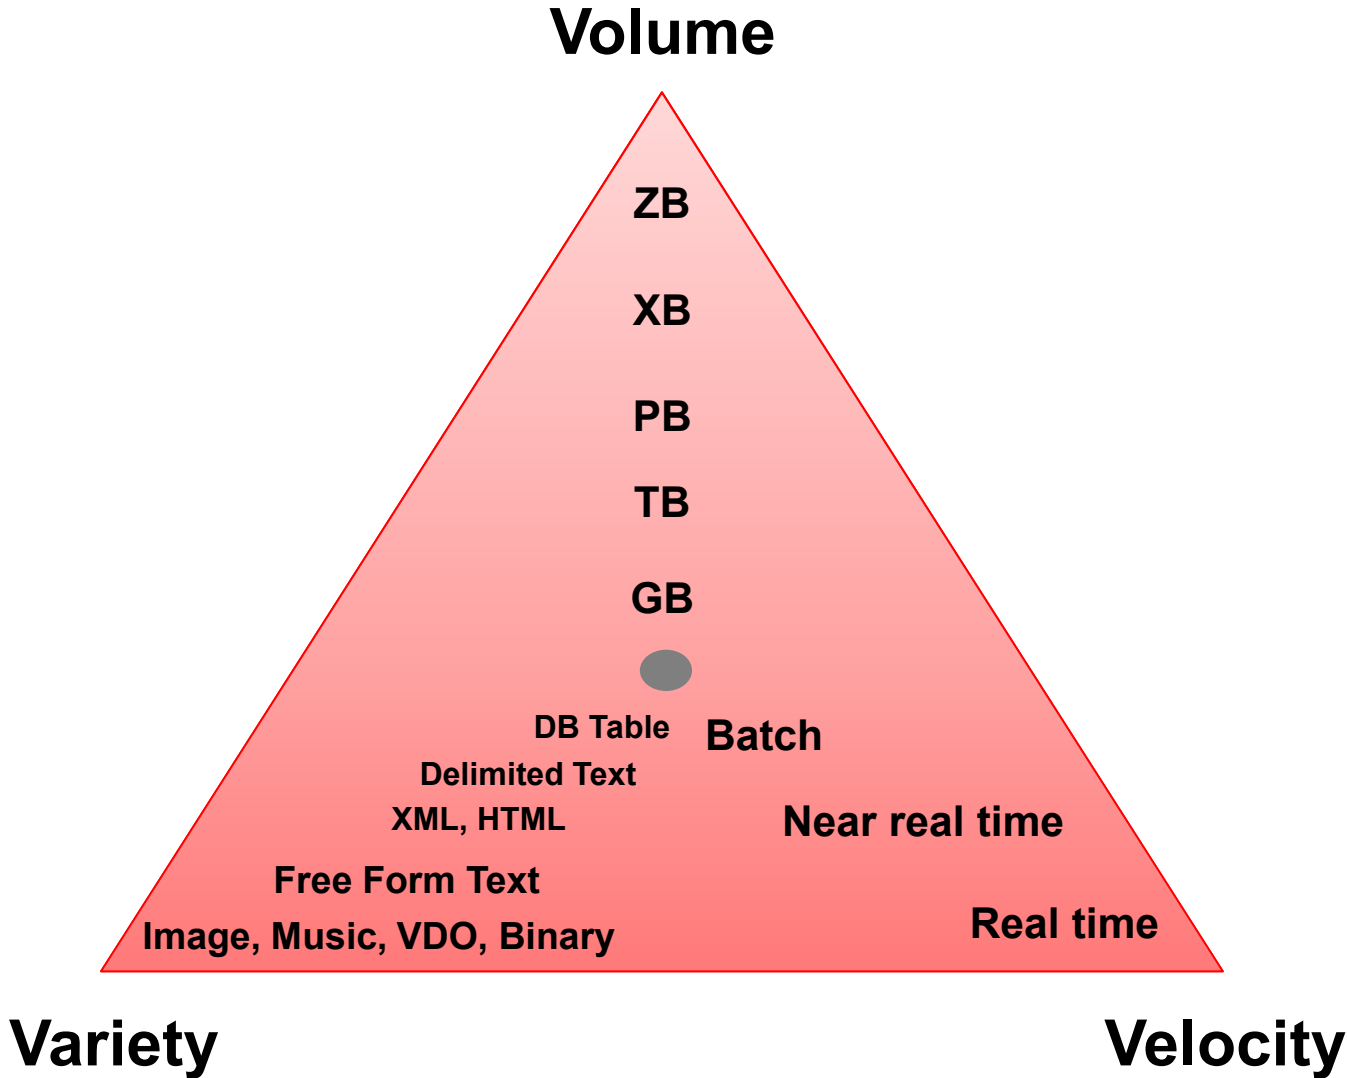 Volume
ZB
XB
PB
TB
GB
DB Table
Batch
Delimited Text
XML, HTML
Near real time
Free Form Text
Real time
Image, Music, VDO, Binary
Variety
Velocity